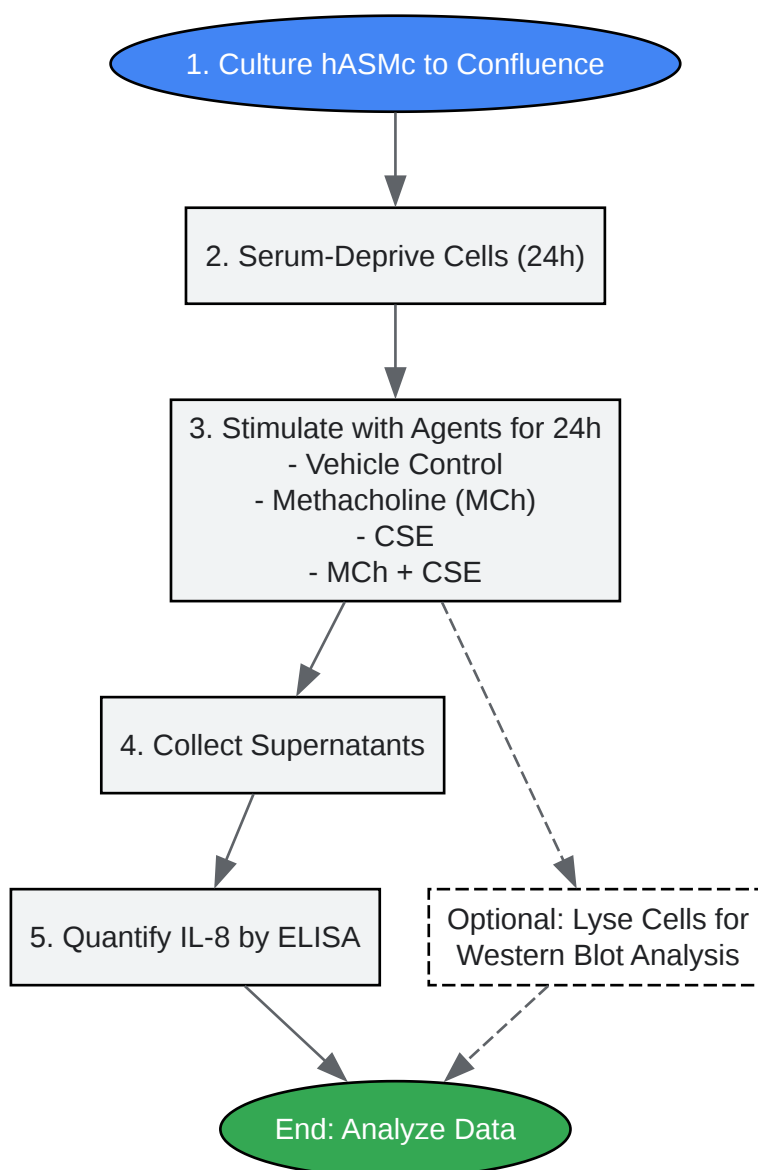 1. Culture hASMc to Confluence
2. Serum-Deprive Cells (24h)
3. Stimulate with Agents for 24h
- Vehicle Control
- Methacholine (MCh)
- CSE
- MCh + CSE
4. Collect Supernatants
5. Quantify IL-8 by ELISA
Optional: Lyse Cells for
Western Blot Analysis
End: Analyze Data